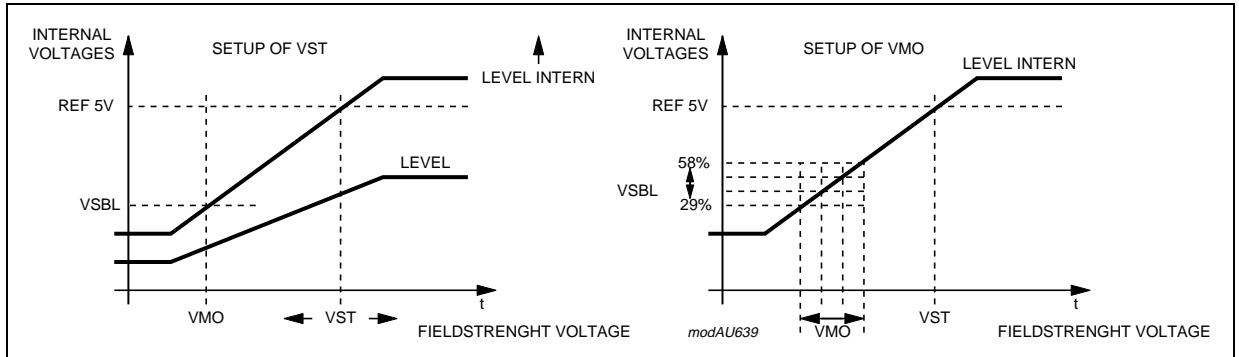 INTERNAL
VOLTAGES
SETUP OF VST
LEVEL INTERN
REF 5V
LEVEL
VSBL
t
VMO
VST
FIELDSTRENGHT VOLTAGE
INTERNAL
VOLTAGES
SETUP OF VMO
LEVEL INTERN
REF 5V
58%
VSBL
29%
t
modAU639
VMO
VST
FIELDSTRENGHT VOLTAGE